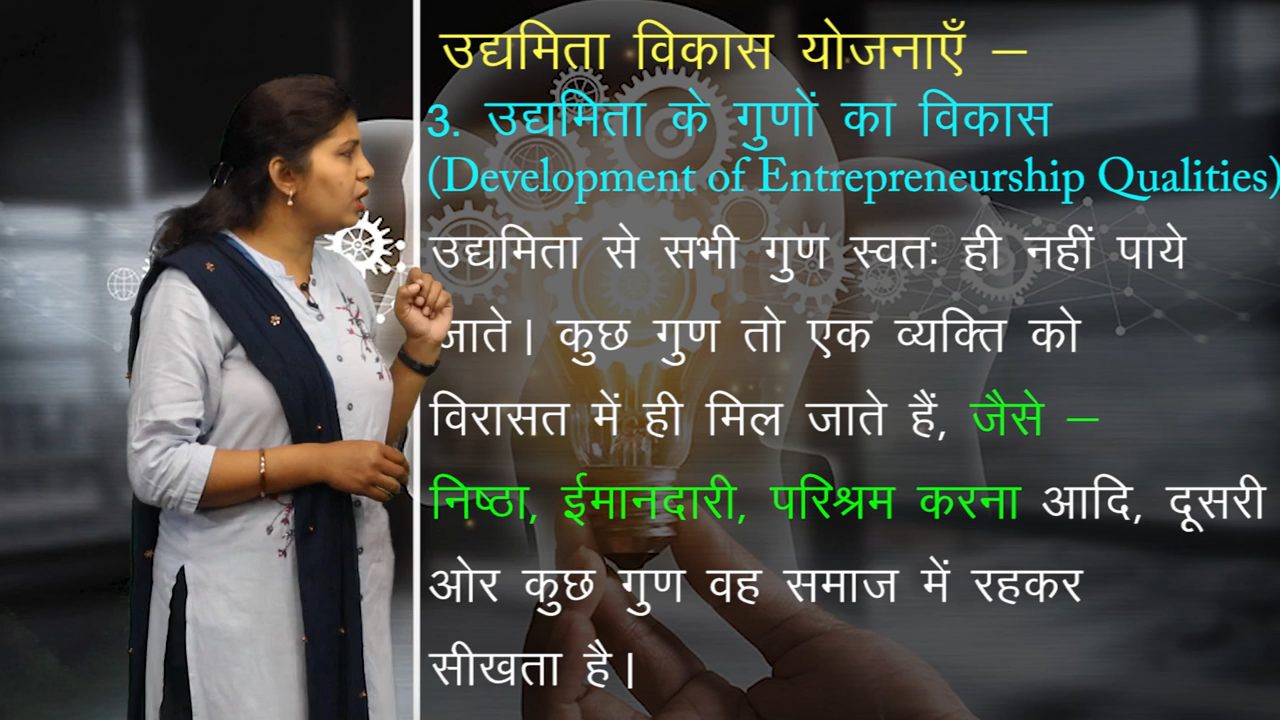 उद्यमिता विकास योजनाएँ –
3. उद्यमिता के गुणों का विकास
(Development of Entrepreneurship Qualities)
उद्यमिता से सभी गुण स्वतः ही नहीं पाये
जाते। कुछ गुण तो एक व्यक्ति को
विरासत में ही मिल जाते हैं, जैसे –
निष्ठा, ईमानदारी, परिश्रम करना आदि, दूसरी
ओर कुछ गुण वह समाज में रहकर
सीखता है।